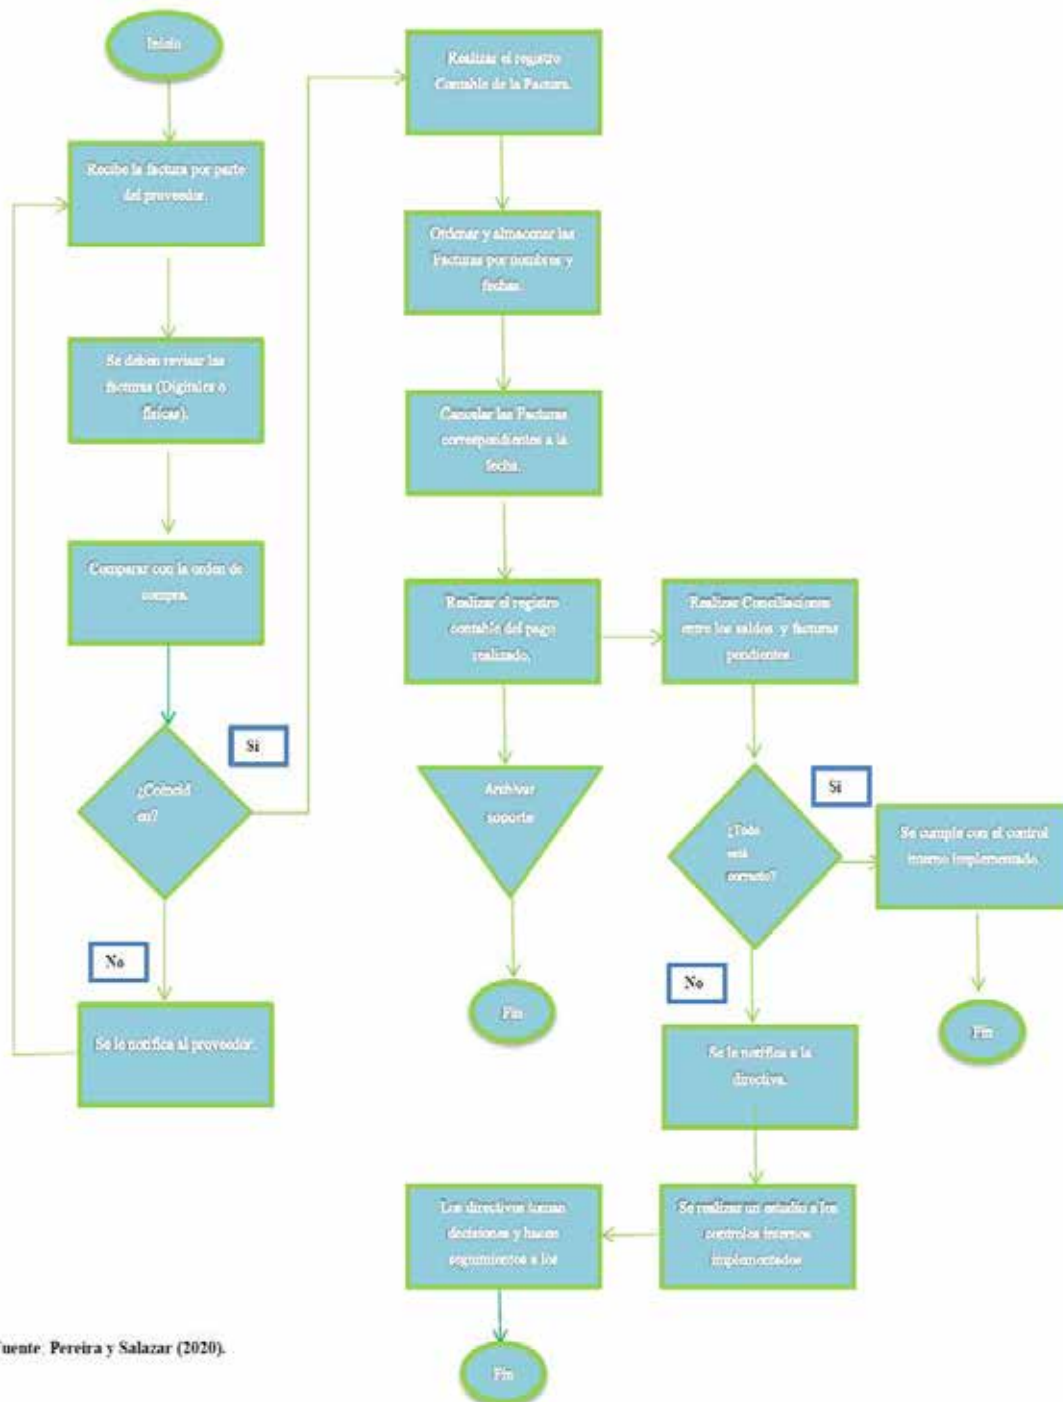 Inicio
Recibe la factura por parte
del proveedor.
Se deben revisar las
facturas (Digitales o
físicas).
Comparar con la orden de
compra.
¿Coincid
en?
Si
No
Se le notifica al proveedor.
Realizar el registro
Contable de la Factura.
Ordenar y almacenar las
Facturas por nombres y
fechas.
Cancelar las Facturas
correspondientes a la
fecha.
Realizar el registro
contable del pago
realizado.
Archivar
soporte
Fin
Realizar Conciliaciones
entre los saldos y facturas
pendientes.
¿Todo
está
correcto?
Si
Se cumple con el control
interno implementado.
Fin
No
Se le notifica a la
directiva.
Se realizar un estudio a los
controles internos
implementados
Los directivos toman
decisiones y hacen
seguimientos a los
Fin
uente: Pereira y Salazar (2020).